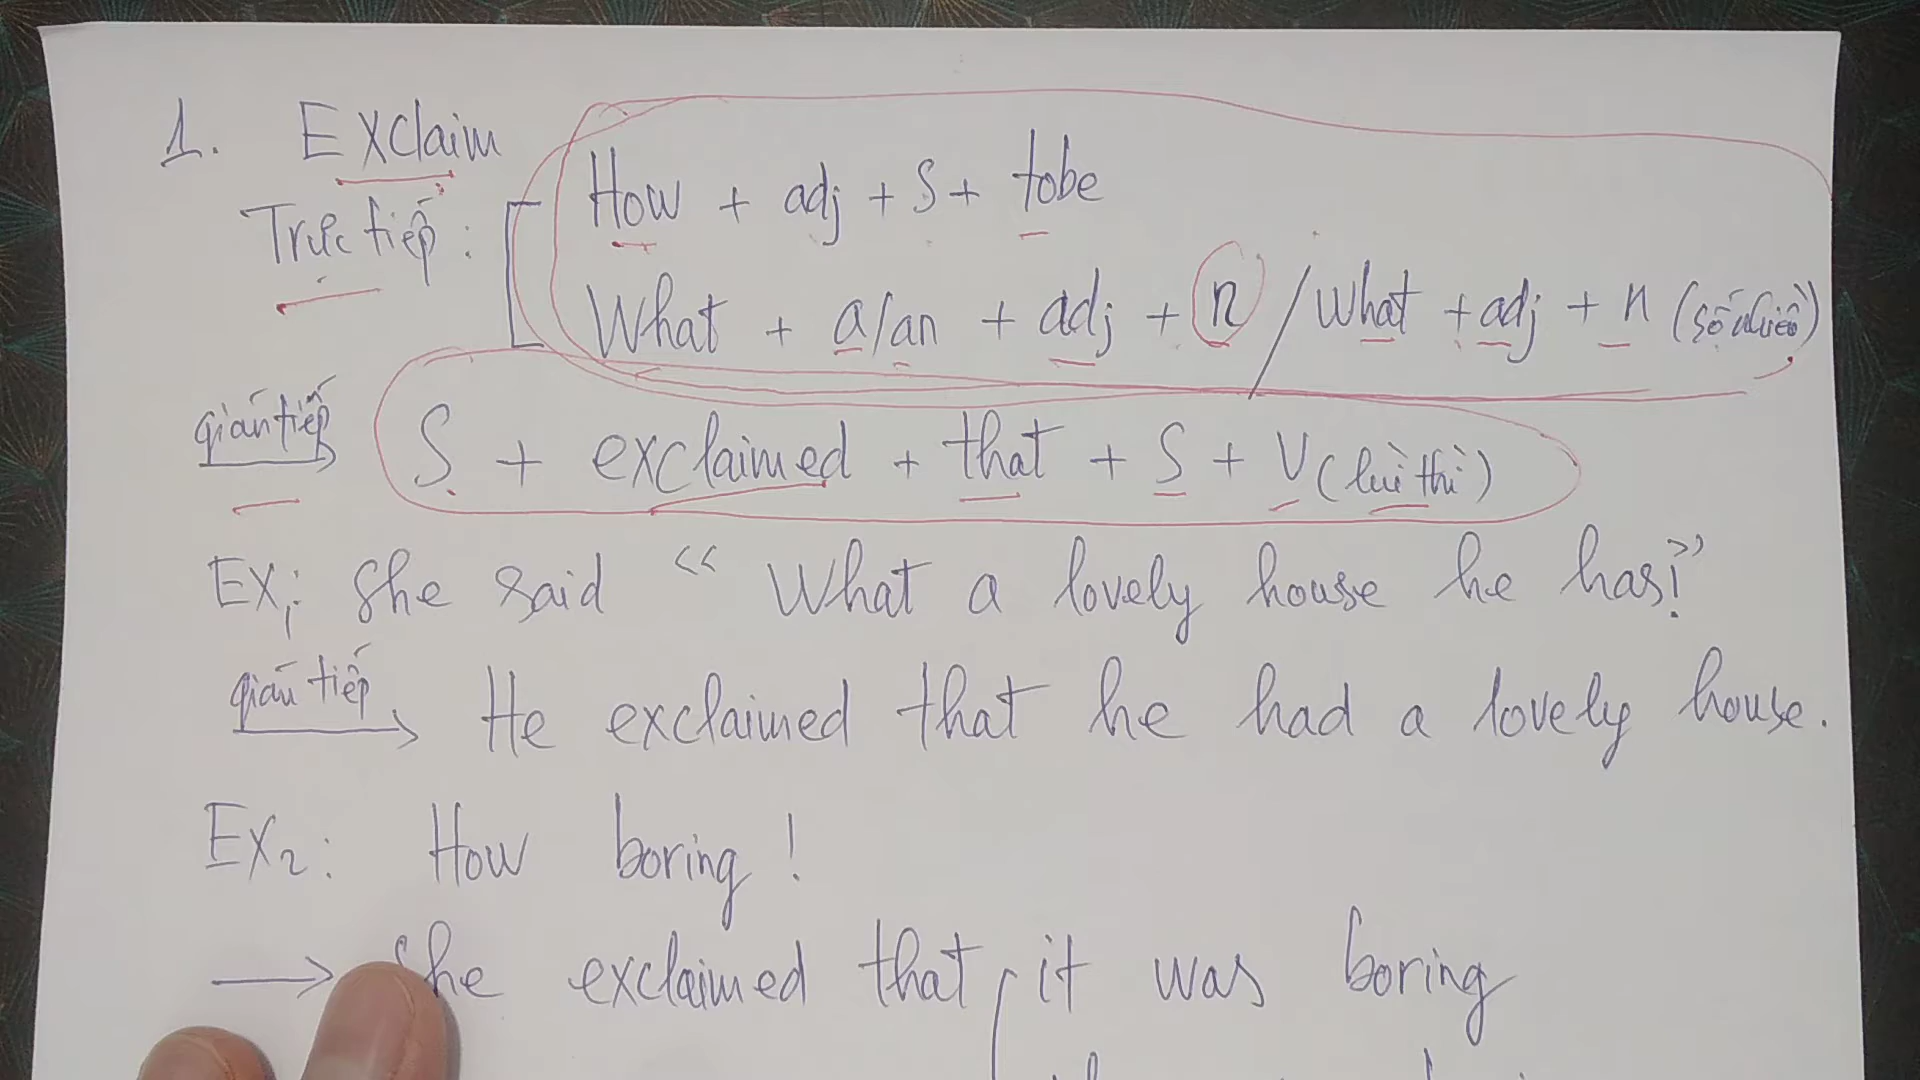 1. Exclaim
Trực tiếp : How + adj + S + tobe
What + a/an + adj + n / What + adj + n (số nhiều)
gián tiếp S + exclaimed + that + S + V (lùi thì)
EX1: She said “ What a lovely house he has!”
gián tiếp He exclaimed that he had a lovely house.
EX2: How boring !
→ She exclaimed that it was boring